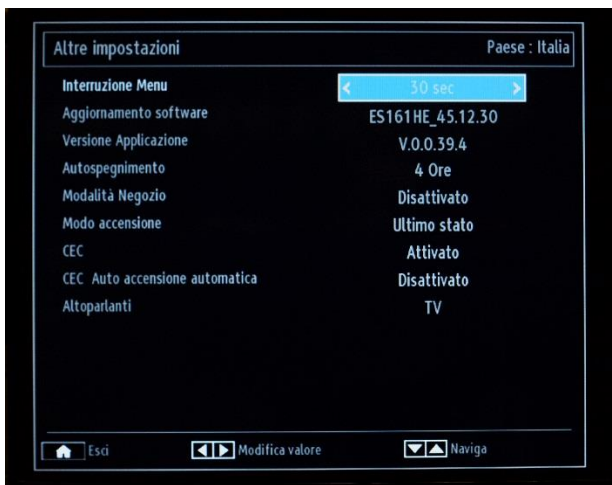 Altre impostazioni Paese : Italia
Interruzione Menu 30 sec
Aggiornamento software ES161HE_45.12.30
Versione Applicazione V.0.0.39.4
Autospegnimento 4 Ore
Modalità Negozio Disattivato
Modo accensione Ultimo stato
CEC Attivato
CEC Auto accensione automatica Disattivato
Altoparlanti TV
Esci Modifica valore Naviga